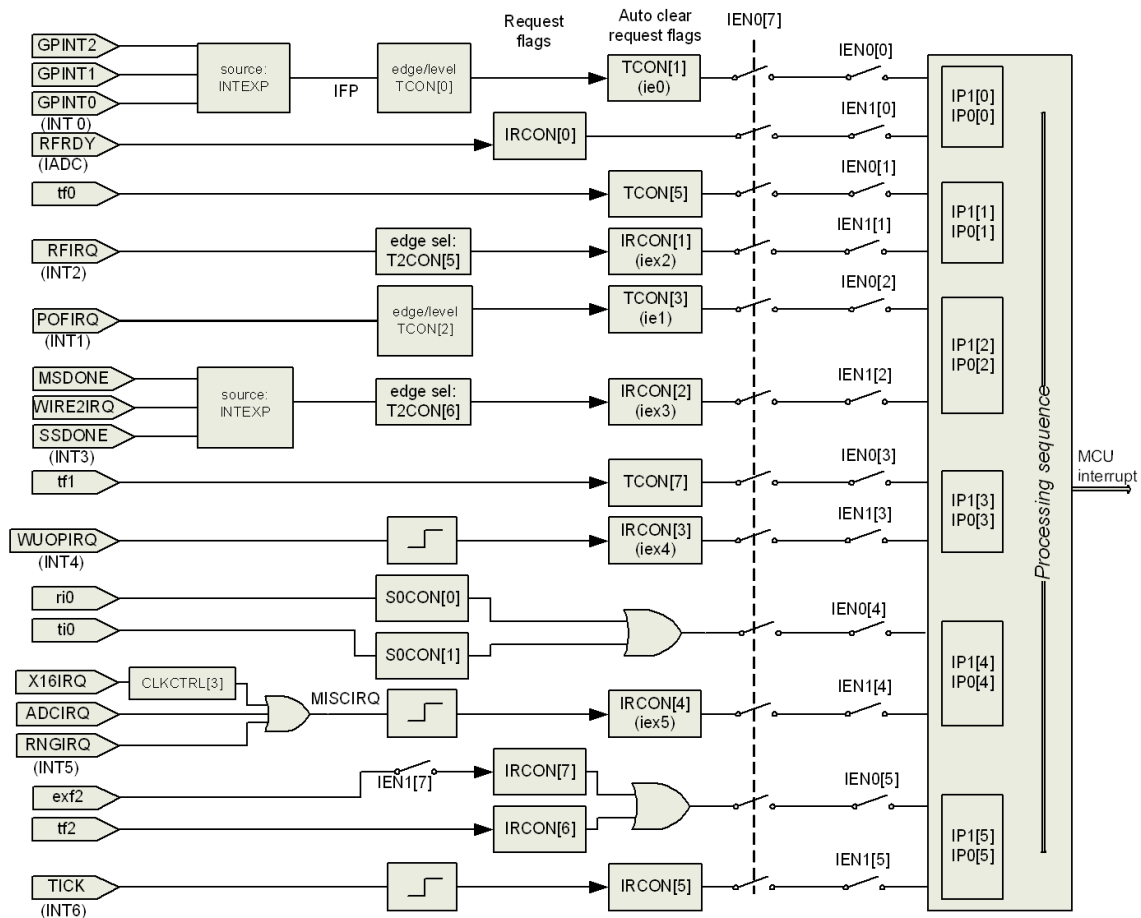 Request
flags
Auto clear
request flags
IEN0[7]
GPINT2
GPINT1
GPINT0
(INT 0)
source:
INTEXP
IFP
edge/level
TCON[0]
TCON[1]
(ie0)
IEN0[0]
IP1[0]
IP0[0]
RFRDY
(IADC)
IRCON[0]
IEN1[0]
tf0
TCON[5]
IEN0[1]
IP1[1]
IP0[1]
RFIRQ
(INT2)
edge sel:
T2CON[5]
IRCON[1]
(iex2)
IEN1[1]
POFIRQ
(INT1)
edge/level
TCON[2]
TCON[3]
(ie1)
IEN0[2]
IP1[2]
IP0[2]
MSDONE
WIRE2IRQ
SSDONE
(INT3)
source:
INTEXP
edge sel:
T2CON[6]
IRCON[2]
(iex3)
IEN1[2]
tf1
TCON[7]
IEN0[3]
IP1[3]
IP0[3]
Processing sequence
MCU
interrupt
WUOPIRQ
(INT4)
IRCON[3]
(iex4)
IEN1[3]
ri0
S0CON[0]
ti0
S0CON[1]
IEN0[4]
IP1[4]
IP0[4]
X16IRQ
CLKCTRL[3]
ADCIRQ
RNGIRQ
(INT5)
MISCIRQ
IRCON[4]
(iex5)
IEN1[4]
exf2
IEN1[7]
IRCON[7]
tf2
IRCON[6]
IEN0[5]
IP1[5]
IP0[5]
TICK
(INT6)
IRCON[5]
IEN1[5]